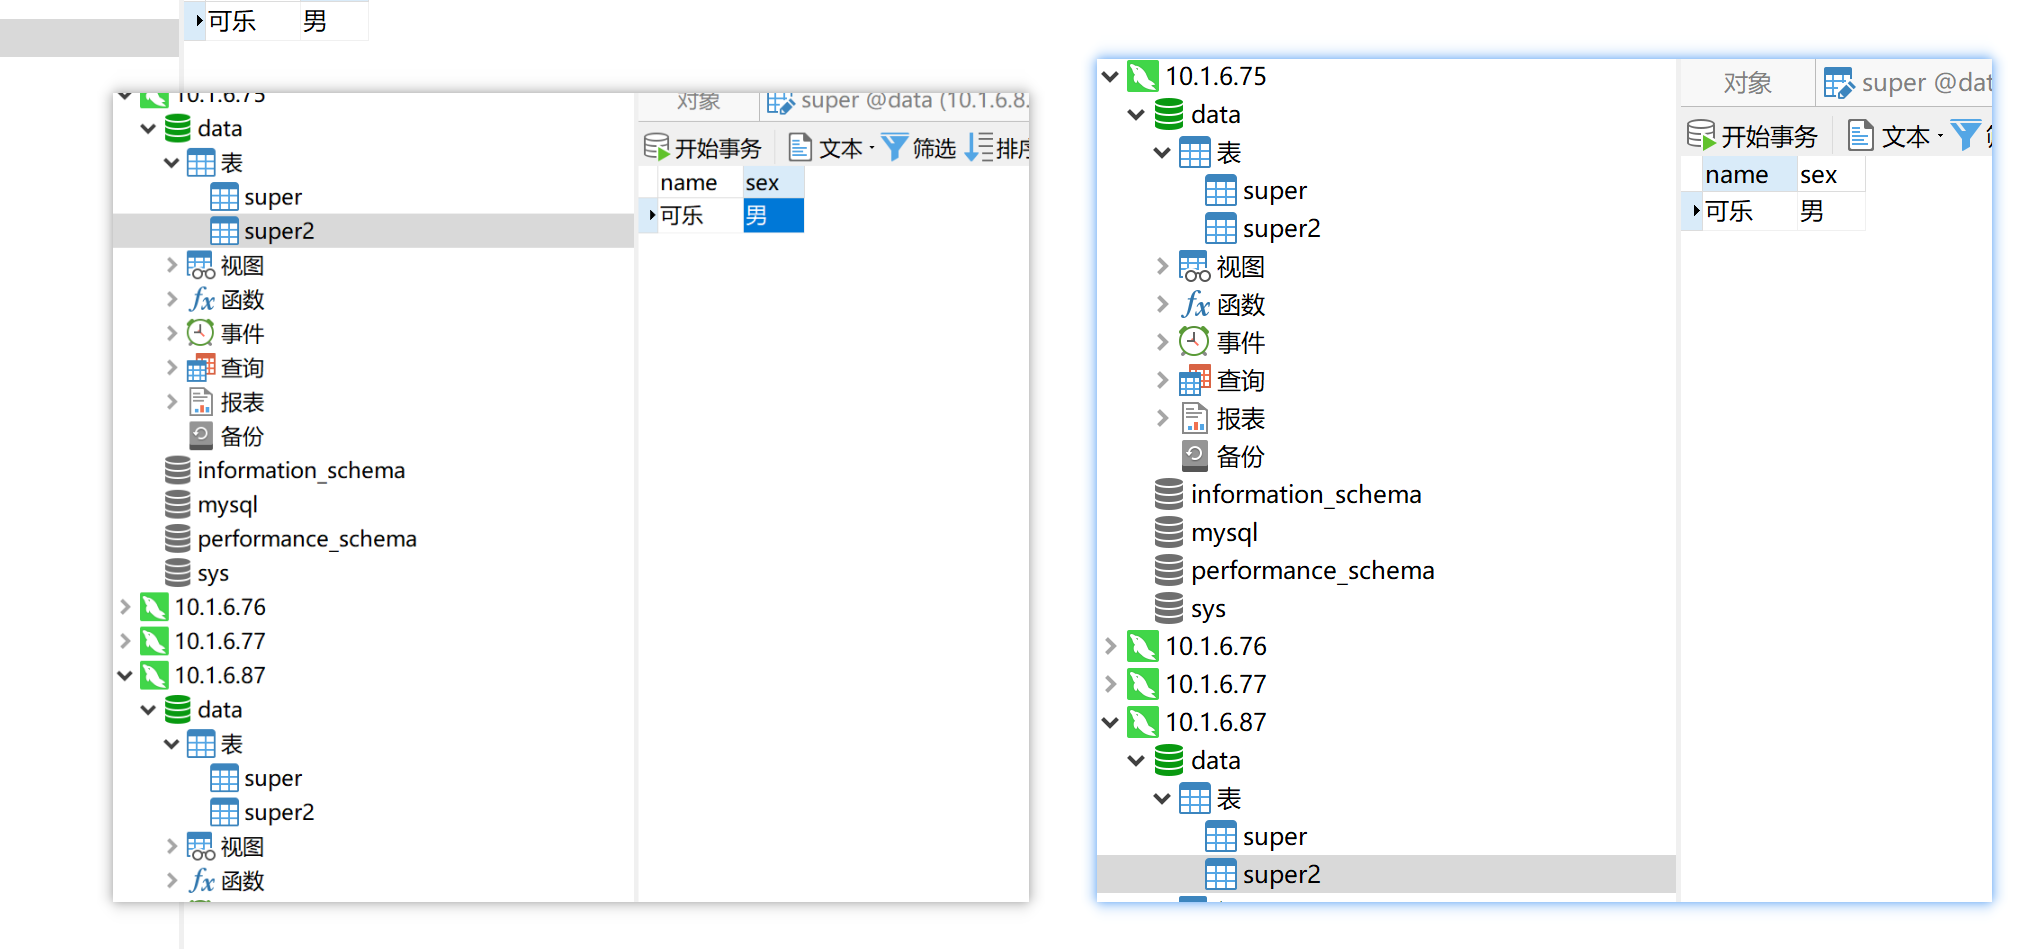 可乐 男
10.1.6.75
data
表
super
super2
视图
函数
事件
查询
报表
备份
information_schema
mysql
performance_schema
sys
10.1.6.76
10.1.6.77
10.1.6.87
data
表
super
super2
视图
函数
对象 super @data (10.1.6.8.
开始事务 文本 · 筛选 排序
name sex
可乐 男
10.1.6.75
data
表
super
super2
视图
函数
事件
查询
报表
备份
information_schema
mysql
performance_schema
sys
10.1.6.76
10.1.6.77
10.1.6.87
data
表
super
super2
对象 super @dat
开始事务 文本 ·
name sex
可乐 男